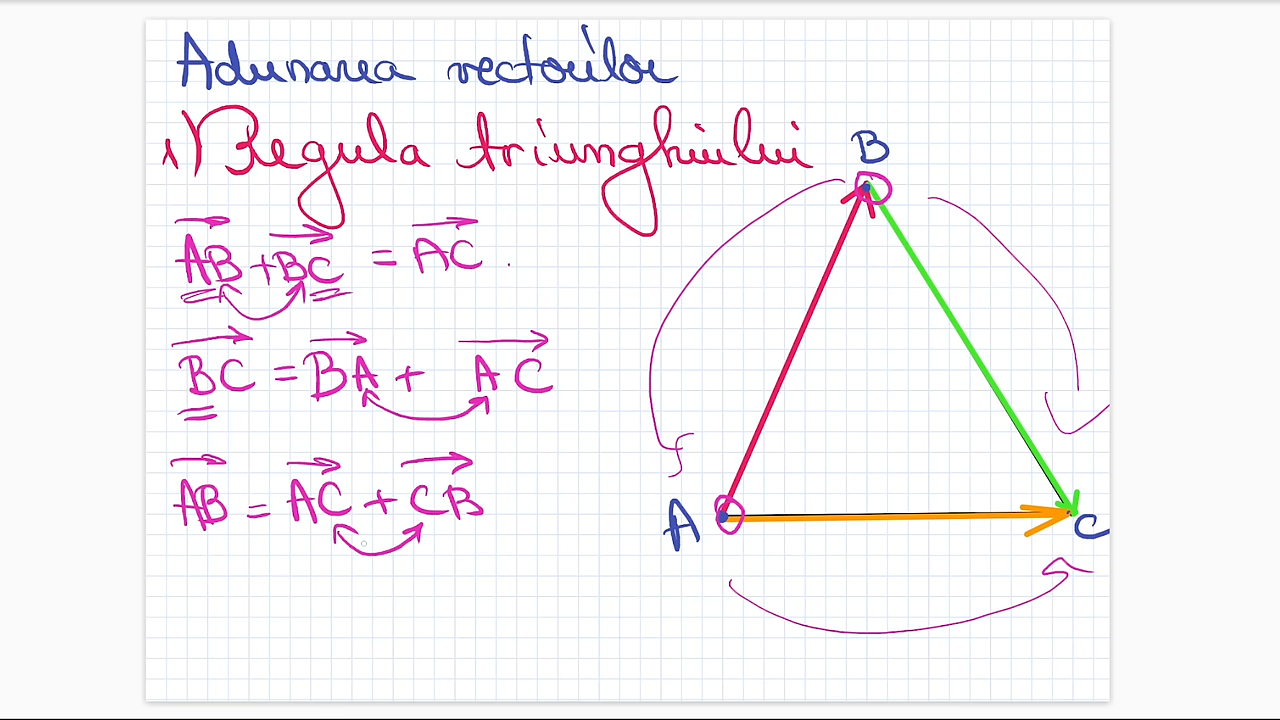 Adunarea vectorilor
1) Regula triunghiului
B
AB + BC = AC .
BC = BA + AC
AB = AC + CB
A
C